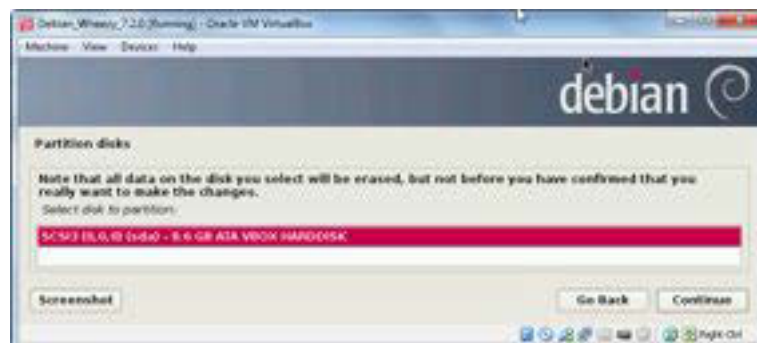 Debian_Wheezy_7.2.0 [Running] - Oracle VM VirtualBox
Machine View Devices Help
debian
Partition disks
Note that all data on the disk you select will be erased, but not before you have confirmed that you
really want to make the changes.
Select disk to partition:
SCSI3 (0,0,0) (sda) - 8.6 GB ATA VBOX HARDDISK
Screenshot
Go Back
Continue
Right Ctrl